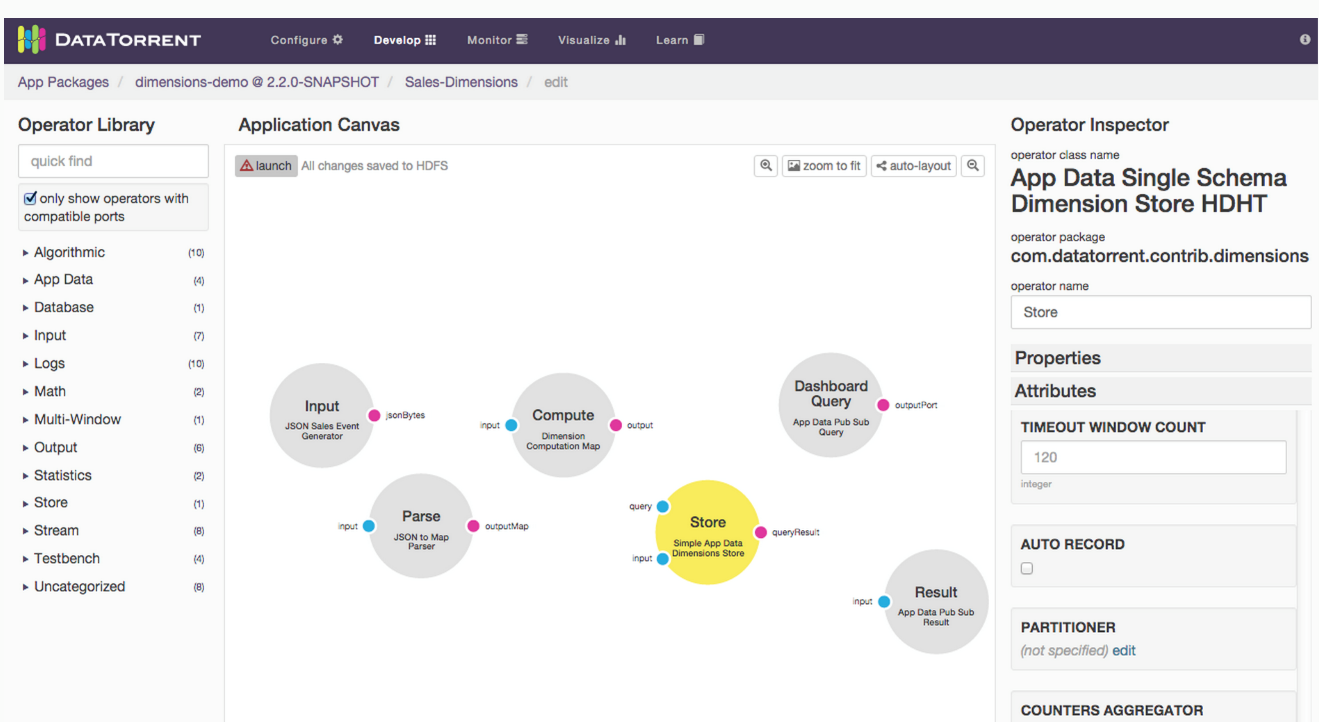 DATATORRENT
Configure
Develop
Monitor
Visualize
Learn
App Packages / dimensions-demo @ 2.2.0-SNAPSHOT / Sales-Dimensions / edit
Operator Library
quick find
only show operators with
compatible ports
Algorithmic (10)
App Data (4)
Database (1)
Input (7)
Logs (10)
Math (2)
Multi-Window (1)
Output (6)
Statistics (2)
Store (1)
Stream (8)
Testbench (4)
Uncategorized (8)
Application Canvas
launch All changes saved to HDFS
zoom to fit
auto-layout
Input
JSON Sales Event
Generator
jsonBytes
input
Compute
Dimension
Computation Map
output
Dashboard
Query
App Data Pub Sub
Query
outputPort
input
Parse
JSON to Map
Parser
outputMap
query
input
Store
Simple App Data
Dimensions Store
queryResult
input
Result
App Data Pub Sub
Result
Operator Inspector
operator class name
App Data Single Schema
Dimension Store HDHT
operator package
com.datatorrent.contrib.dimensions
operator name
Store
Properties
Attributes
TIMEOUT WINDOW COUNT
120
integer
AUTO RECORD
PARTITIONER
(not specified) edit
COUNTERS AGGREGATOR